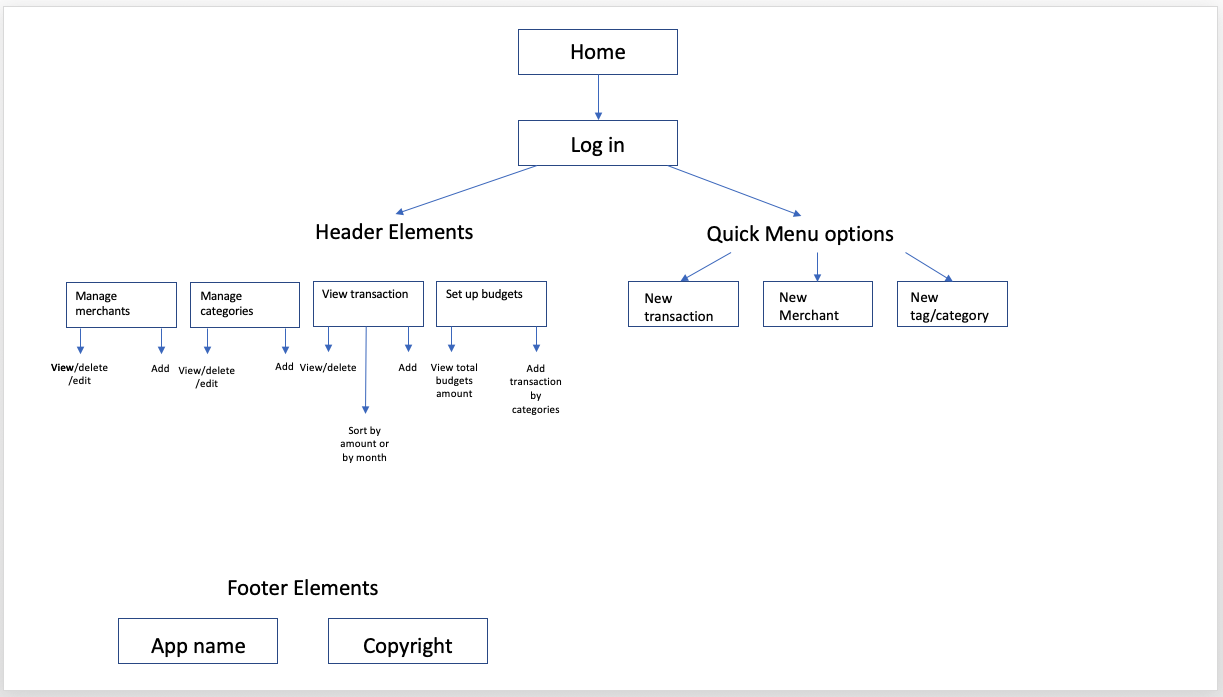 Home
Log in
Header Elements
Quick Menu options
Manage
merchants
Manage
categories
View transaction
Set up budgets
New
transaction
New
Merchant
New
tag/category
View/delete
/edit
Add
View/delete
/edit
Add
View/delete
Sort by
amount or
by month
Add
View total
budgets
amount
Add
transaction
by
categories
Footer Elements
App name
Copyright